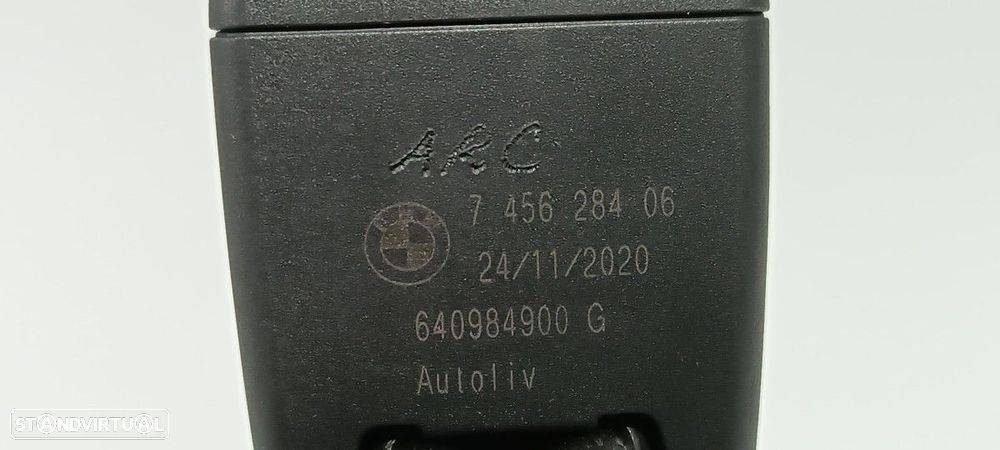 ARC
7 456 284 06
24/11/2020
640984900 G
Autoliv
STANDVIRTUAL